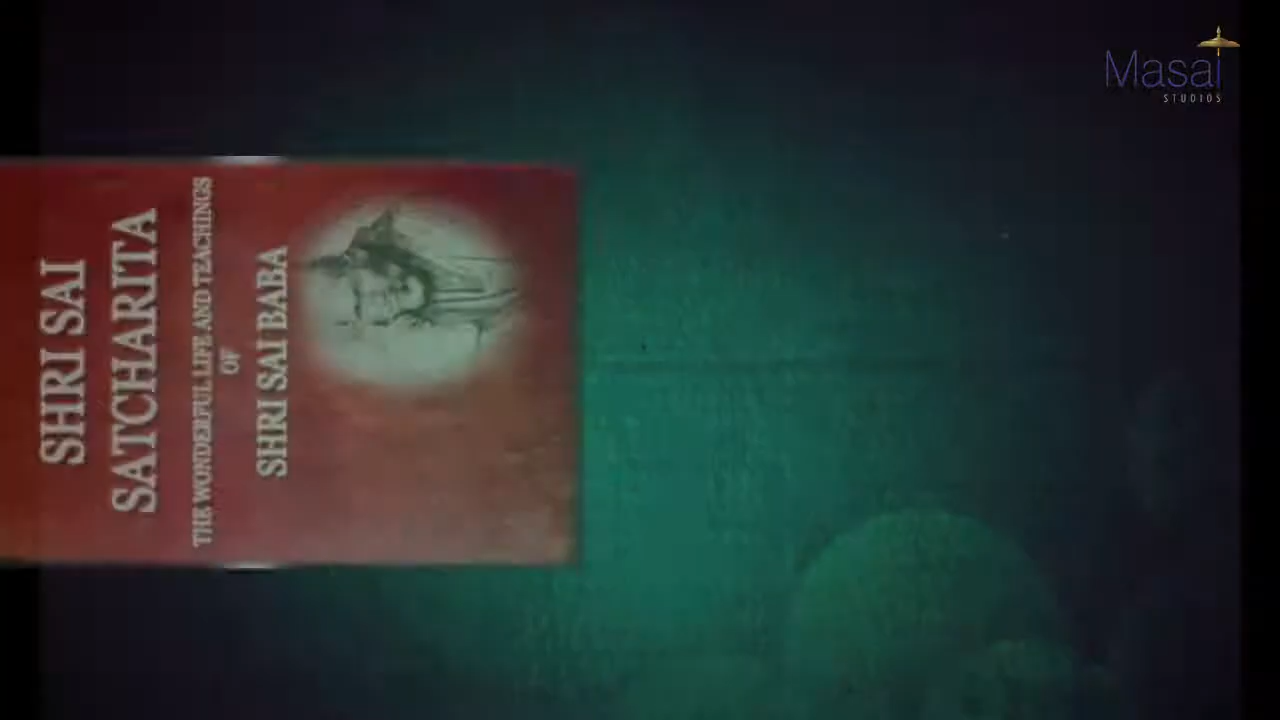 Masai
STUDIOS
SHRI SAI
SATCHARITA
THE WONDERFUL LIFE AND TEACHINGS
OF
SHRI SAI BABA